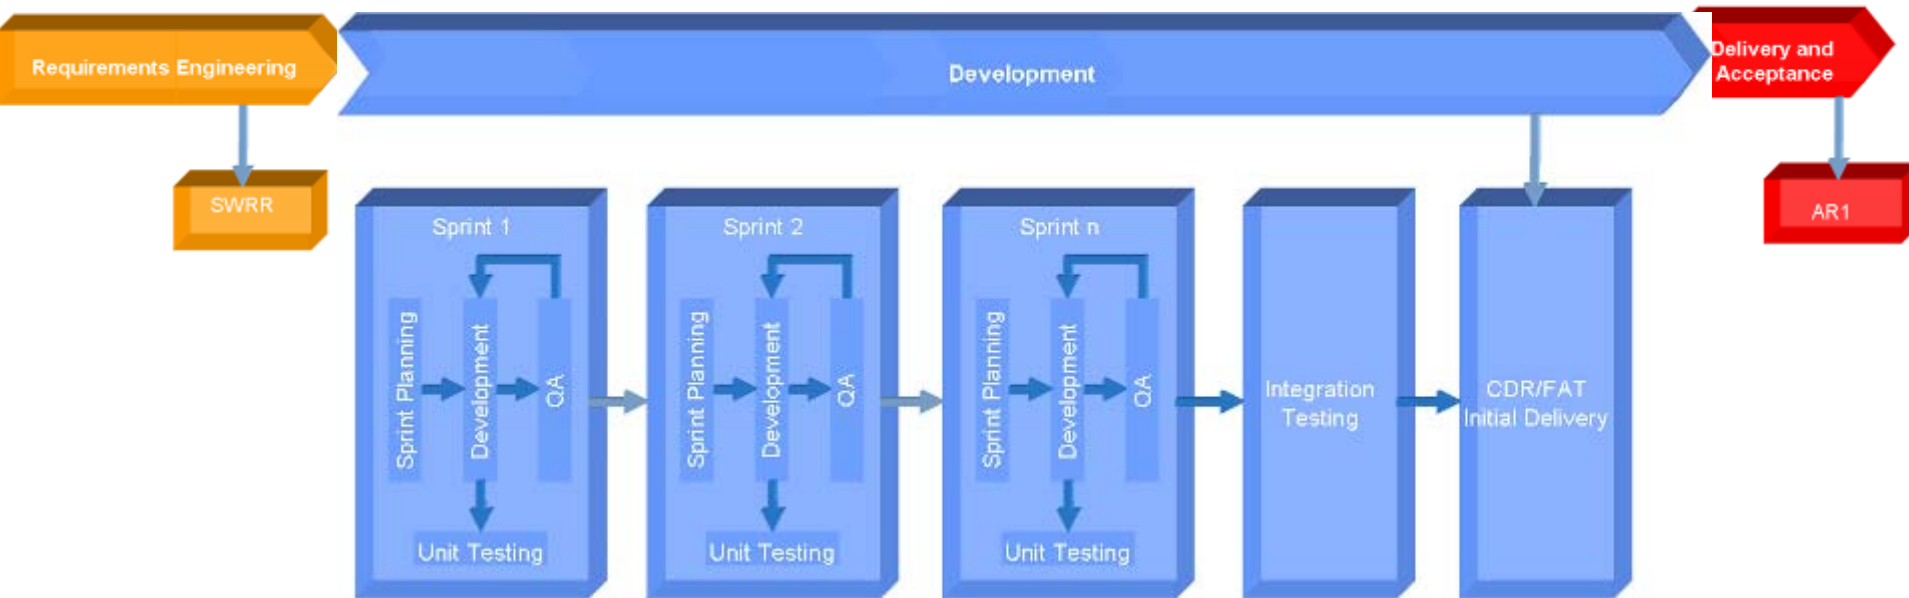 Requirements Engineering
Development
Delivery and
Acceptance
SWRR
AR1
Sprint 1
Sprint Planning
Development
QA
Unit Testing
Sprint 2
Sprint Planning
Development
QA
Unit Testing
Sprint n
Sprint Planning
Development
QA
Unit Testing
Integration
Testing
CDR/FAT
Initial Delivery